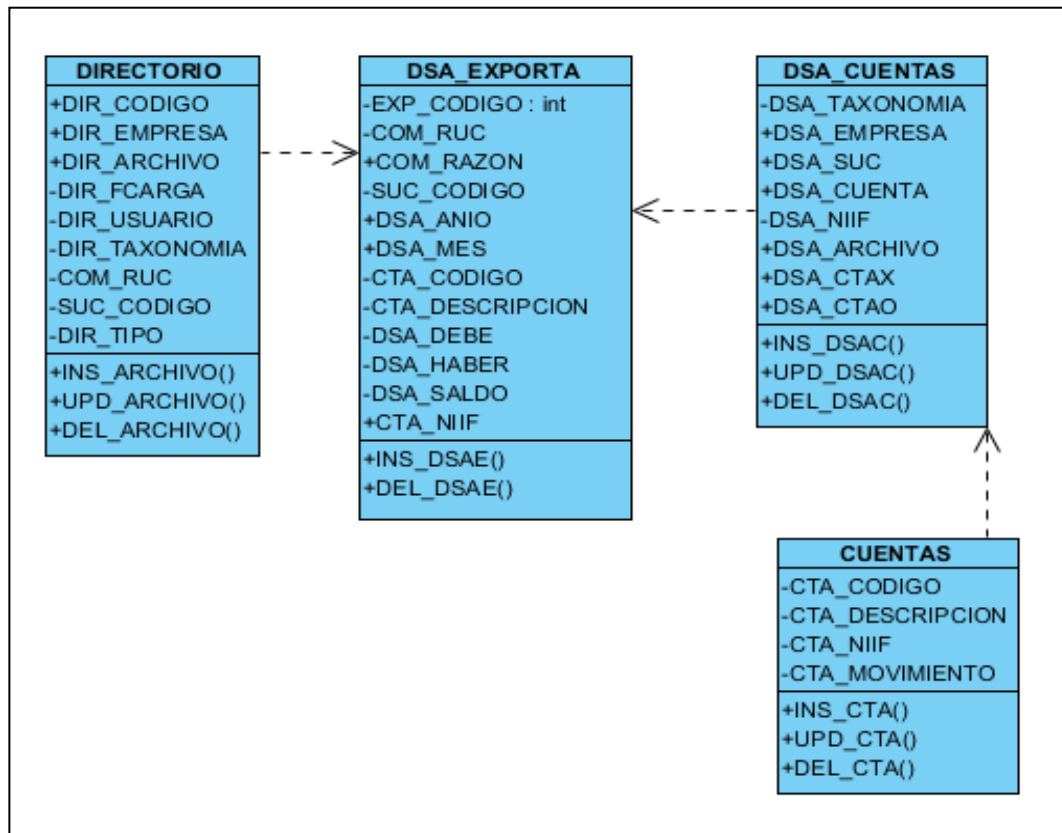 DIRECTORIO
+DIR_CODIGO
+DIR_EMPRESA
+DIR_ARCHIVO
-DIR_FCARGA
-DIR_USUARIO
-DIR_TAXONOMIA
-COM_RUC
-SUC_CODIGO
-DIR_TIPO
+INS_ARCHIVO()
+UPD_ARCHIVO()
+DEL_ARCHIVO()
DSA_EXPORTA
-EXP_CODIGO : int
-COM_RUC
+COM_RAZON
-SUC_CODIGO
+DSA_ANIO
+DSA_MES
-CTA_CODIGO
-CTA_DESCRIPCION
-DSA_DEBE
-DSA_HABER
-DSA_SALDO
+CTA_NIIF
+INS_DSAE()
+DEL_DSAE()
DSA_CUENTAS
-DSA_TAXONOMIA
+DSA_EMPRESA
+DSA_SUC
+DSA_CUENTA
-DSA_NIIF
+DSA_ARCHIVO
+DSA_CTAX
+DSA_CTAO
+INS_DSAC()
+UPD_DSAC()
+DEL_DSAC()
CUENTAS
-CTA_CODIGO
-CTA_DESCRIPCION
-CTA_NIIF
-CTA_MOVIMIENTO
+INS_CTA()
+UPD_CTA()
+DEL_CTA()